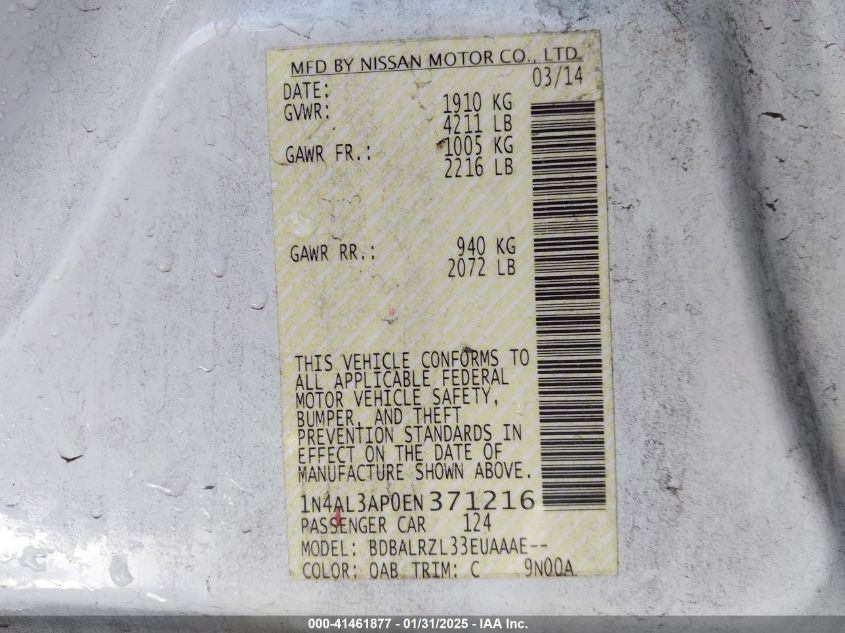 MFD BY NISSAN MOTOR CO., LTD.
DATE: 03/14
GVWR: 1910 KG
4211 LB
GAWR FR.: 1005 KG
2216 LB
GAWR RR.: 940 KG
2072 LB
THIS VEHICLE CONFORMS TO
ALL APPLICABLE FEDERAL
MOTOR VEHICLE SAFETY,
BUMPER, AND THEFT
PREVENTION STANDARDS IN
EFFECT ON THE DATE OF
MANUFACTURE SHOWN ABOVE.
1N4AL3AP0EN 371216
PASSENGER CAR 124
MODEL: BDBALRZL33EUAAAE--
COLOR: QAB TRIM: C 9N00A
000-41461877 - 01/31/2025 - IAA Inc.